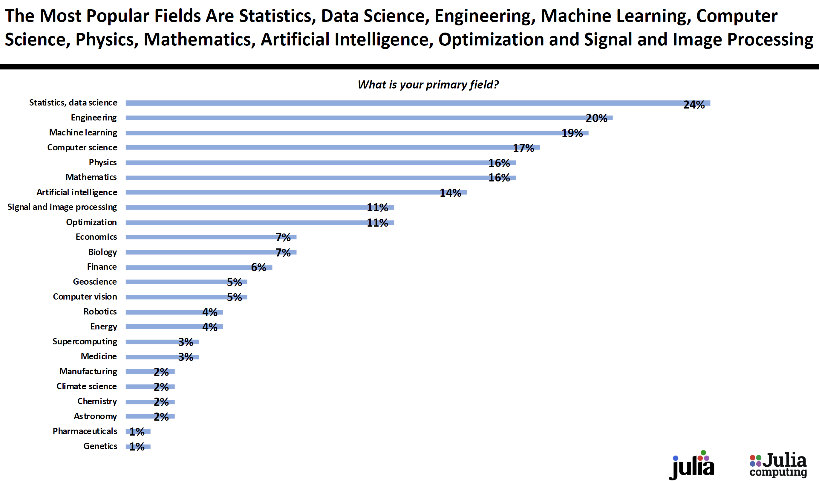 The Most Popular Fields Are Statistics, Data Science, Engineering, Machine Learning, Computer
Science, Physics, Mathematics, Artificial Intelligence, Optimization and Signal and Image Processing
What is your primary field?
Statistics, data science 24%
Engineering 20%
Machine learning 19%
Computer science 17%
Physics 16%
Mathematics 16%
Artificial intelligence 14%
Signal and image processing 11%
Optimization 11%
Economics 7%
Biology 7%
Finance 6%
Geoscience 5%
Computer vision 5%
Robotics 4%
Energy 4%
Supercomputing 3%
Medicine 3%
Manufacturing 2%
Climate science 2%
Chemistry 2%
Astronomy 2%
Pharmaceuticals 1%
Genetics 1%
julia
Julia
computing